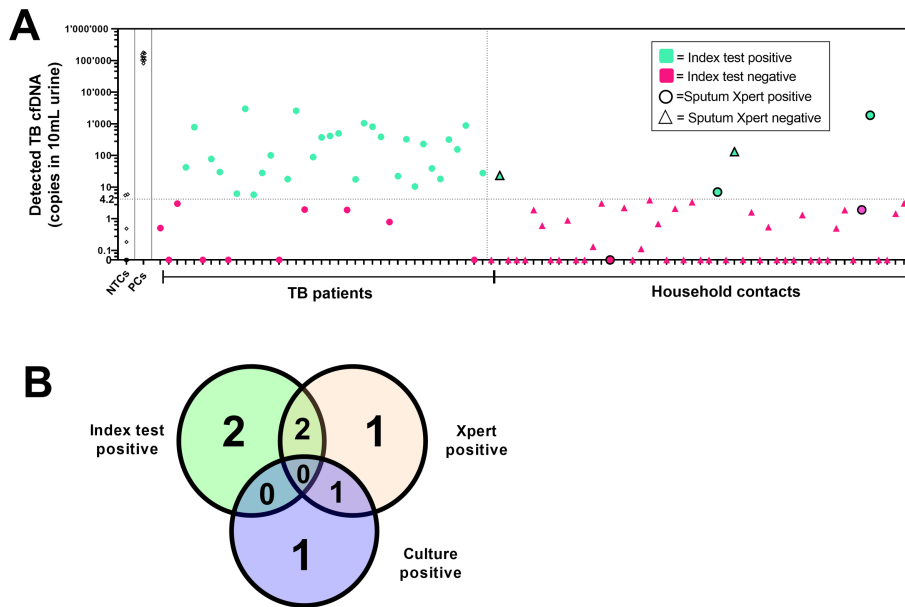 A
Detected TB cfDNA
(copies in 10mL urine)
1'000'000
100'000
10'000
1'000
100
10
4.2
1
0.1
0
NTCs
PCs
TB patients
Household contacts
= Index test positive
= Index test negative
=Sputum Xpert positive
= Sputum Xpert negative
B
Index test
positive
2
2
1
Xpert
positive
0
0
1
1
Culture
positive